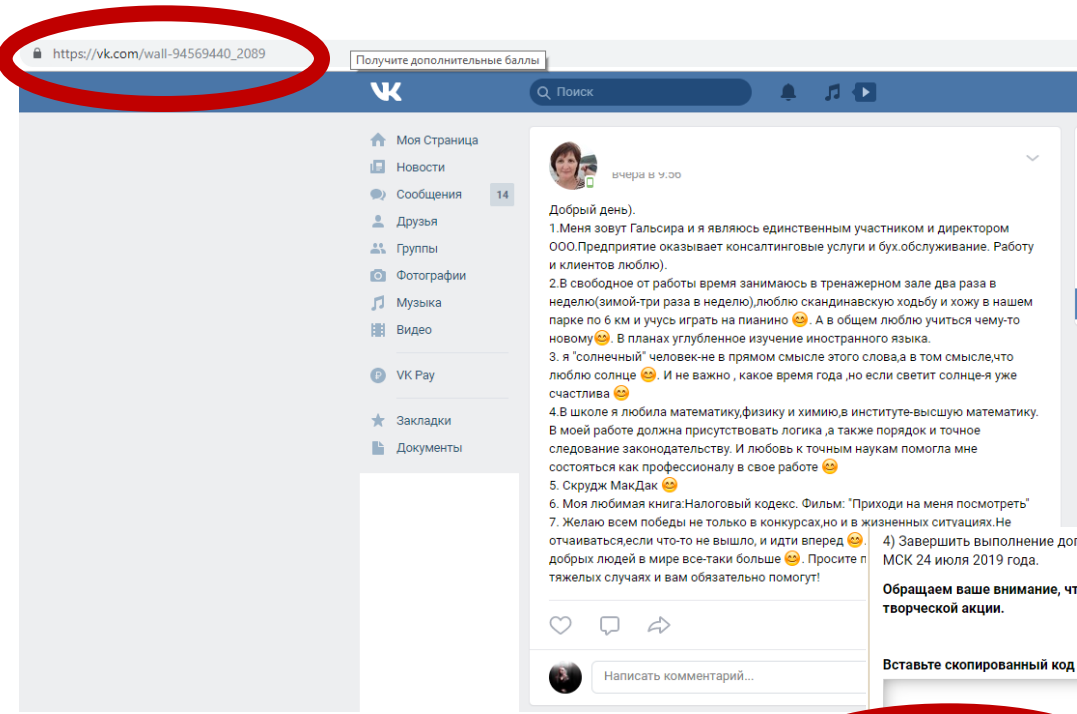 https://vk.com/wall-94569440_2089
Получите дополнительные баллы
Поиск
Моя Страница
Новости
Сообщения 14
Друзья
Группы
Фотографии
Музыка
Видео
VK Pay
Закладки
Документы
вчера в 9:56
Добрый день).
1.Меня зовут Гальсира и я являюсь единственным участником и директором
ООО.Предприятие оказывает консалтинговые услуги и бух.обслуживание. Работу
и клиентов люблю).
2.В свободное от работы время занимаюсь в тренажерном зале два раза в
неделю(зимой-три раза в неделю),люблю скандинавскую ходьбу и хожу в нашем
парке по 6 км и учусь играть на пианино 😊. А в общем люблю учиться чему-то
новому😊. В планах углубленное изучение иностранного языка.
3. я "солнечный" человек-не в прямом смысле этого слова,а в том смысле,что
люблю солнце 😊. И не важно , какое время года ,но если светит солнце-я уже
счастлива 😊
4.В школе я любила математику,физику и химию,в институте-высшую математику.
В моей работе должна присутствовать логика ,а также порядок и точное
следование законодательству. И любовь к точным наукам помогла мне
состояться как профессионалу в свое работе 😊
5. Скрудж МакДак 😊
6. Моя любимая книга:Налоговый кодекс. Фильм: "Приходи на меня посмотреть"
7. Желаю всем победы не только в конкурсах,но и в жизненных ситуациях.Не
отчаиваться,если что-то не вышло, и идти вперед 😊.
добрых людей в мире все-таки больше 😊. Просите п
тяжелых случаях и вам обязательно помогут!
Написать комментарий...
4) Завершить выполнение доп
МСК 24 июля 2019 года.
Обращаем ваше внимание, чт
творческой акции.
Вставьте скопированный код